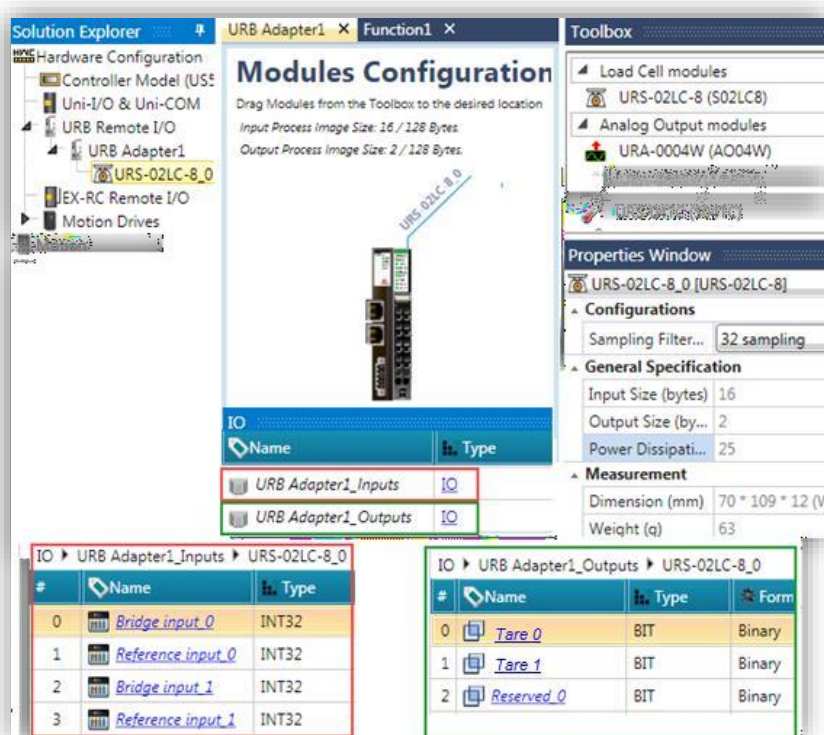 Solution Explorer
Hardware Configuration
Controller Model (US5
Uni-I/O & Uni-COM
URB Remote I/O
URB Adapter1
URS-02LC-8_0
EX-RC Remote I/O
Motion Drives
URB Adapter1 X Function1 X
Modules Configuration
Drag Modules from the Toolbox to the desired location
Input Process Image Size: 16 / 128 Bytes.
Output Process Image Size: 2 / 128 Bytes.
URS-02LC-8_0
IO
Name Type
URB Adapter1_Inputs IO
URB Adapter1_Outputs IO
Toolbox
Load Cell modules
URS-02LC-8 (S02LC8)
Analog Output modules
URA-0004W (AO04W)
Properties Window
URS-02LC-8_0 [URS-02LC-8]
Configurations
Sampling Filter... 32 sampling
General Specification
Input Size (bytes) 16
Output Size (by... 2
Power Dissipati... 25
Measurement
Dimension (mm) 70 * 109 * 12 (W
Weight (g) 63
IO URB Adapter1_Inputs URS-02LC-8_0
# Name Type
0 Bridge input_0 INT32
1 Reference input_0 INT32
2 Bridge input_1 INT32
3 Reference input_1 INT32
IO URB Adapter1_Outputs URS-02LC-8_0
# Name Type Form
0 Tare 0 BIT Binary
1 Tare 1 BIT Binary
2 Reserved_0 BIT Binary